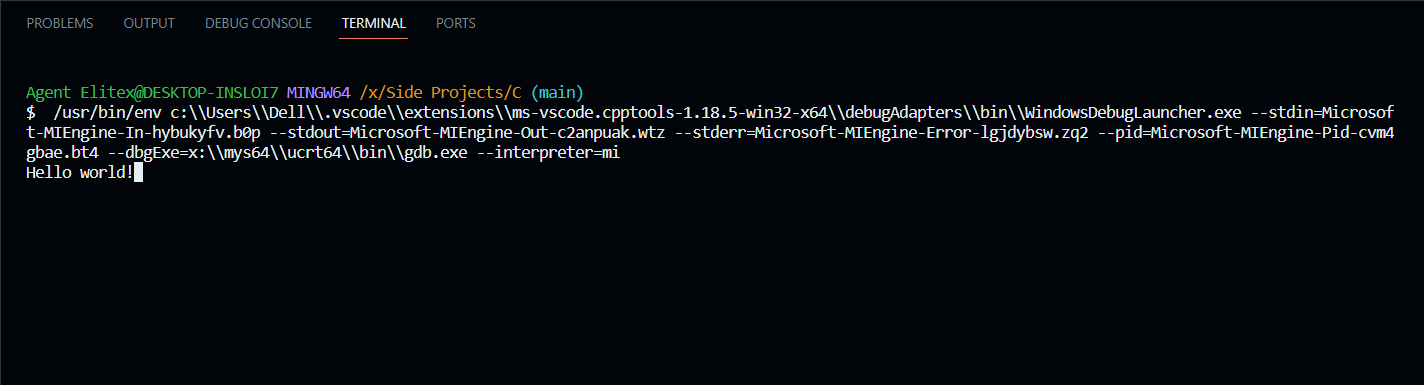 PROBLEMS OUTPUT DEBUG CONSOLE TERMINAL PORTS
Agent Elitex@DESKTOP-INSLOI7 MINGW64 /x/Side Projects/C (main)
$  /usr/bin/env c:\\Users\\Dell\\.vscode\\extensions\\ms-vscode.cpptools-1.18.5-win32-x64\\debugAdapters\\bin\\WindowsDebugLauncher.exe --stdin=Microsof
t-MIEngine-In-hybukyfv.b0p --stdout=Microsoft-MIEngine-Out-c2anpuak.wtz --stderr=Microsoft-MIEngine-Error-lgjdybsw.zq2 --pid=Microsoft-MIEngine-Pid-cvm4
gbae.bt4 --dbgExe=x:\\mys64\\ucrt64\\bin\\gdb.exe --interpreter=mi
Hello world!